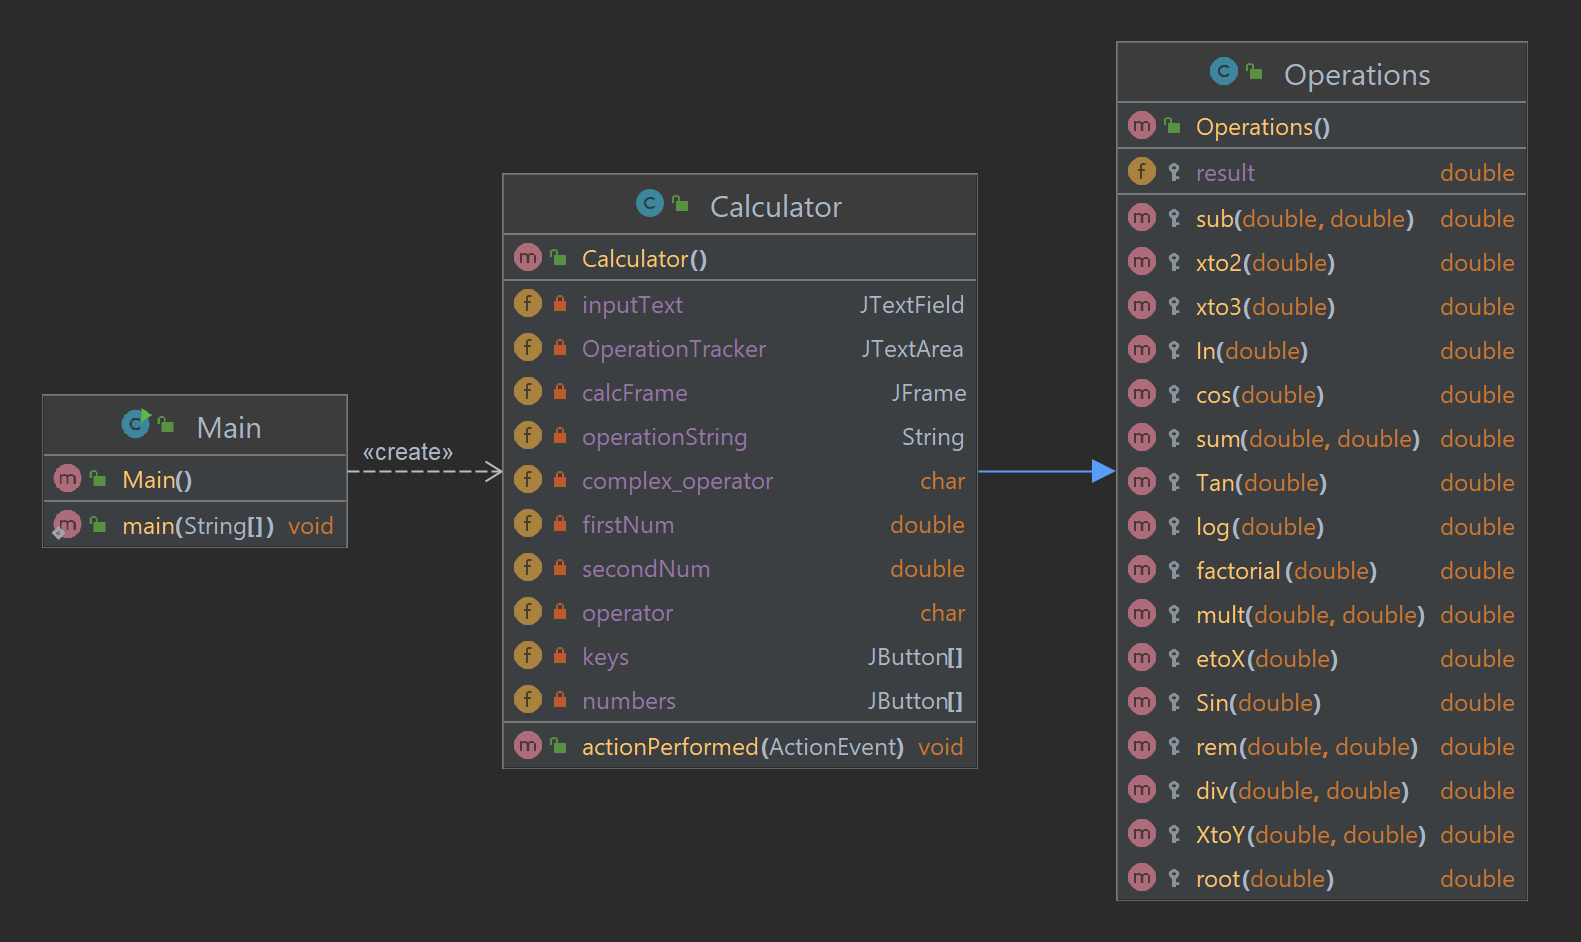 Main
Main()
main(String[]) void
«create»
Calculator
Calculator()
inputText JTextField
OperationTracker JTextArea
calcFrame JFrame
operationString String
complex_operator char
firstNum double
secondNum double
operator char
keys JButton[]
numbers JButton[]
actionPerformed(ActionEvent) void
Operations
Operations()
result double
sub(double, double) double
xto2(double) double
xto3(double) double
ln(double) double
cos(double) double
sum(double, double) double
Tan(double) double
log(double) double
factorial(double) double
mult(double, double) double
etoX(double) double
Sin(double) double
rem(double, double) double
div(double, double) double
XtoY(double, double) double
root(double) double